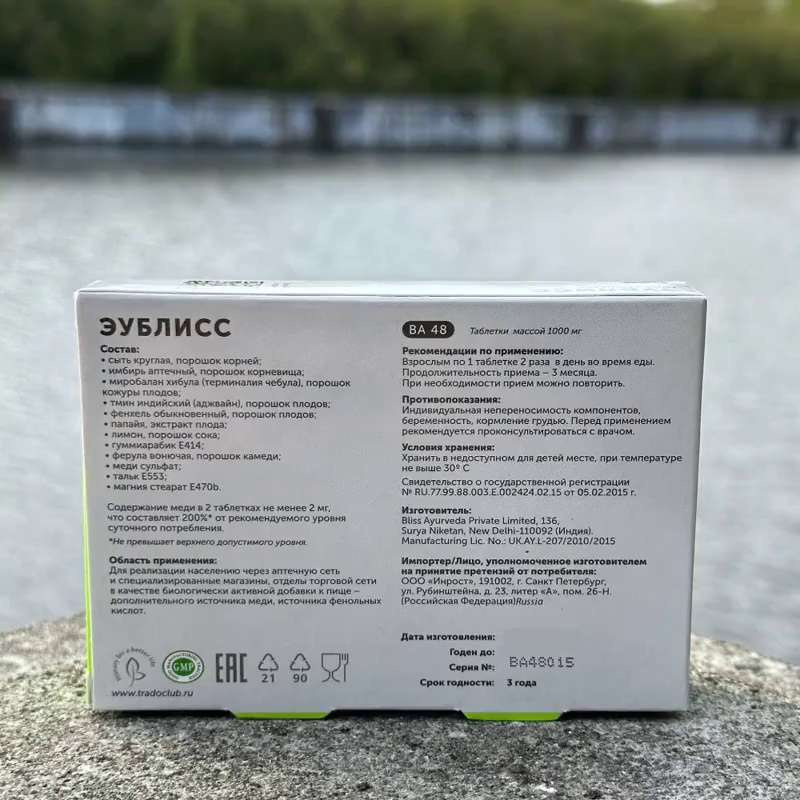 ЭУБЛИСС
Состав:
• сыть круглая, порошок корней;
• имбирь аптечный, порошок корневища;
• миробалан хибула (терминалия чебула), порошок
кожуры плодов;
• тмин индийский (аджвайн), порошок плодов;
• фенхель обыкновенный, порошок плодов;
• папайя, экстракт плода;
• лимон, порошок сока;
• гуммиарабик Е414;
• ферула вонючая, порошок камеди;
• меди сульфат;
• тальк Е553;
• магния стеарат Е470b.
Содержание меди в 2 таблетках не менее 2 мг,
что составляет 200%* от рекомендуемого уровня
суточного потребления.
*Не превышает верхнего допустимого уровня.
Область применения:
Для реализации населению через аптечную сеть
и специализированные магазины, отделы торговой сети
в качестве биологически активной добавки к пище –
дополнительного источника меди, источника фенольных
кислот.
for a better life
GMP
EAC
21
90
www.tradoclub.ru
BA 48 Таблетки массой 1000 мг
Рекомендации по применению:
Взрослым по 1 таблетке 2 раза в день во время еды.
Продолжительность приема – 3 месяца.
При необходимости прием можно повторить.
Противопоказания:
Индивидуальная непереносимость компонентов,
беременность, кормление грудью. Перед применением
рекомендуется проконсультироваться с врачом.
Условия хранения:
Хранить в недоступном для детей месте, при температуре
не выше 30º С
Свидетельство о государственной регистрации
№ RU.77.99.88.003.Е.002424.02.15 от 05.02.2015 г.
Изготовитель:
Bliss Ayurveda Private Limited, 136,
Surya Niketan, New Delhi-110092 (Индия).
Manufacturing Lic. No.: UK.AY.L-207/2010/2015
Импортер/Лицо, уполномоченное изготовителем
на принятие претензий от потребителя:
ООО «Инрост», 191002, г. Санкт Петербург,
ул. Рубинштейна, д. 23, литер «А», пом. 26-Н.
(Российская Федерация)Russia
Дата изготовления:
Годен до:
Серия №: BA48015
Срок годности: 3 года